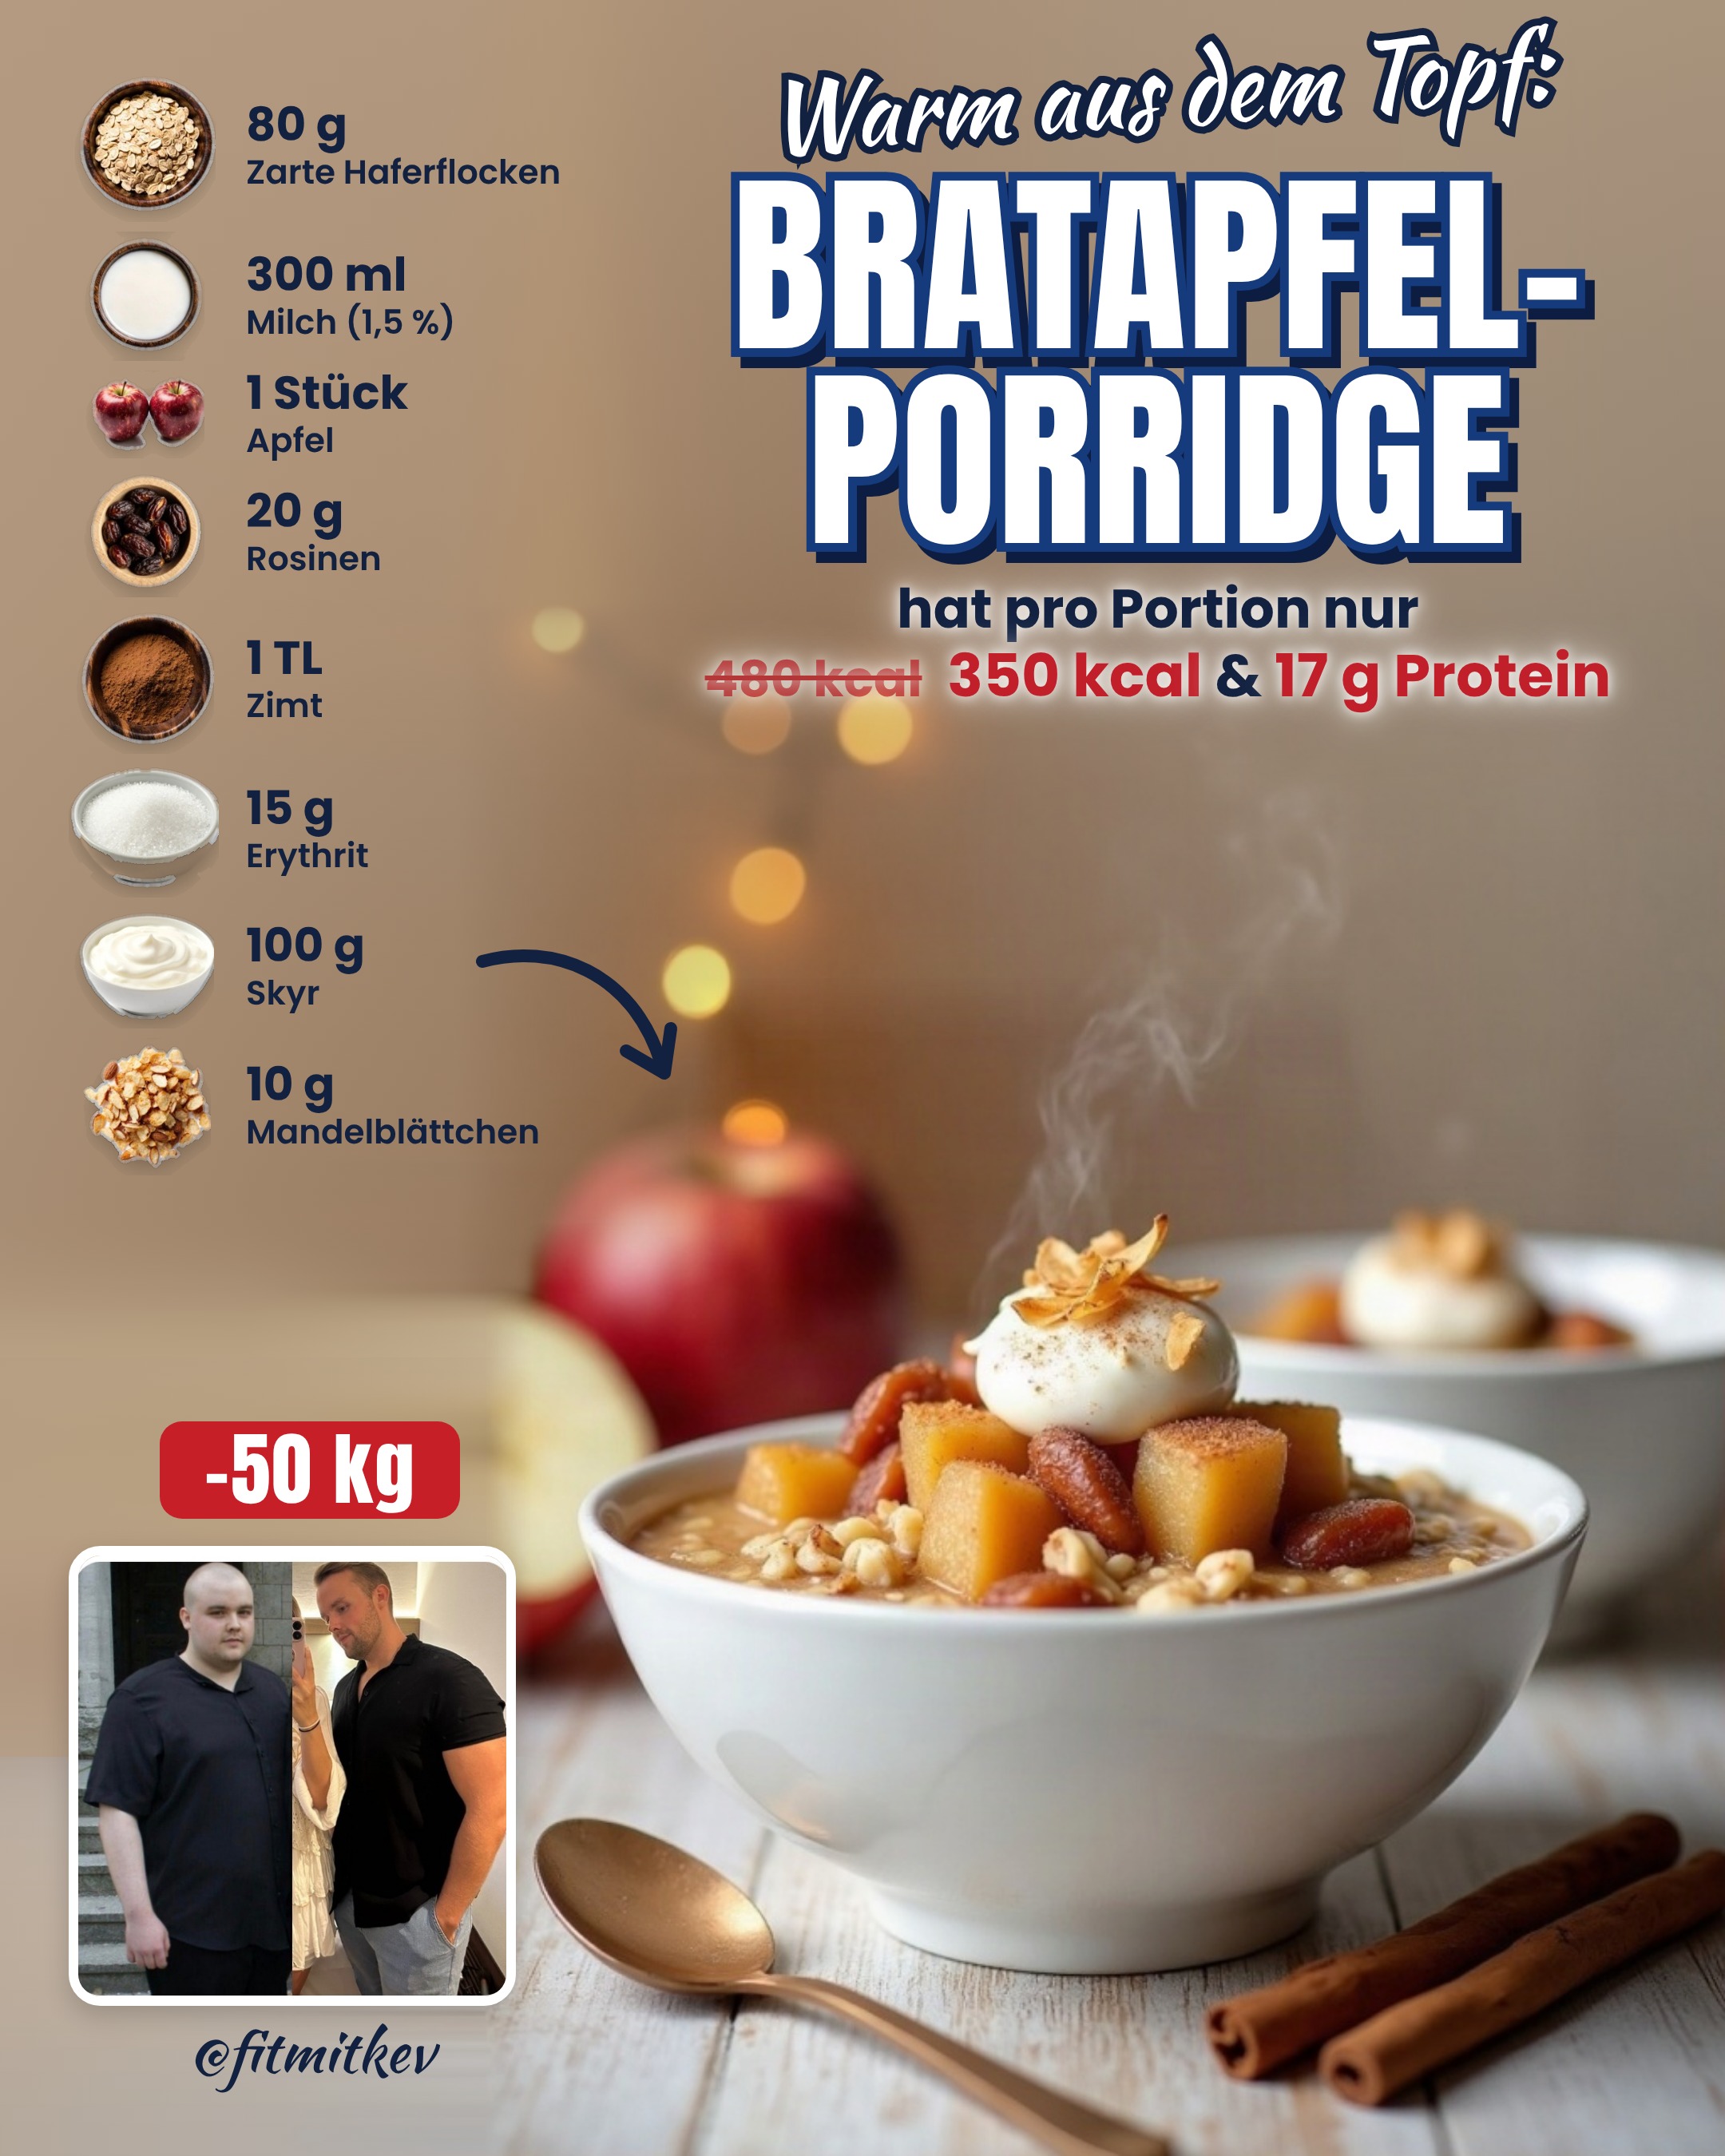 Warm aus dem Topf:
BRATAPFEL-
PORRIDGE
hat pro Portion nur
480 kcal 350 kcal & 17 g Protein
80 g
Zarte Haferflocken
300 ml
Milch (1,5 %)
1 Stück
Apfel
20 g
Rosinen
1 TL
Zimt
15 g
Erythrit
100 g
Skyr
10 g
Mandelblättchen
-50 kg
@fitmitkev